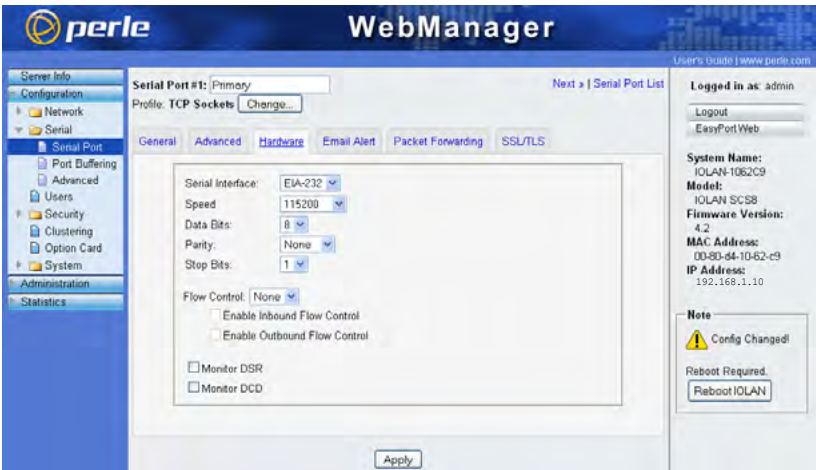 perle
WebManager
User's Guide | www.perle.com
Server Info
Configuration
Network
Serial
Serial Port
Port Buffering
Advanced
Users
Security
Clustering
Option Card
System
Administration
Statistics
Serial Port #1: Primary
Next » | Serial Port List
Profile: TCP Sockets Change...
General Advanced Hardware Email Alert Packet Forwarding SSL/TLS
Serial Interface: EIA-232
Speed 115200
Data Bits: 8
Parity: None
Stop Bits: 1
Flow Control: None
Enable Inbound Flow Control
Enable Outbound Flow Control
Monitor DSR
Monitor DCD
Apply
Logged in as: admin
Logout
EasyPort Web
System Name:
IOLAN-1062C9
Model:
IOLAN SCS8
Firmware Version:
4.2
MAC Address:
00-80-d4-10-62-c9
IP Address:
192.168.1.10
Note
Config Changed!
Reboot Required.
Reboot IOLAN